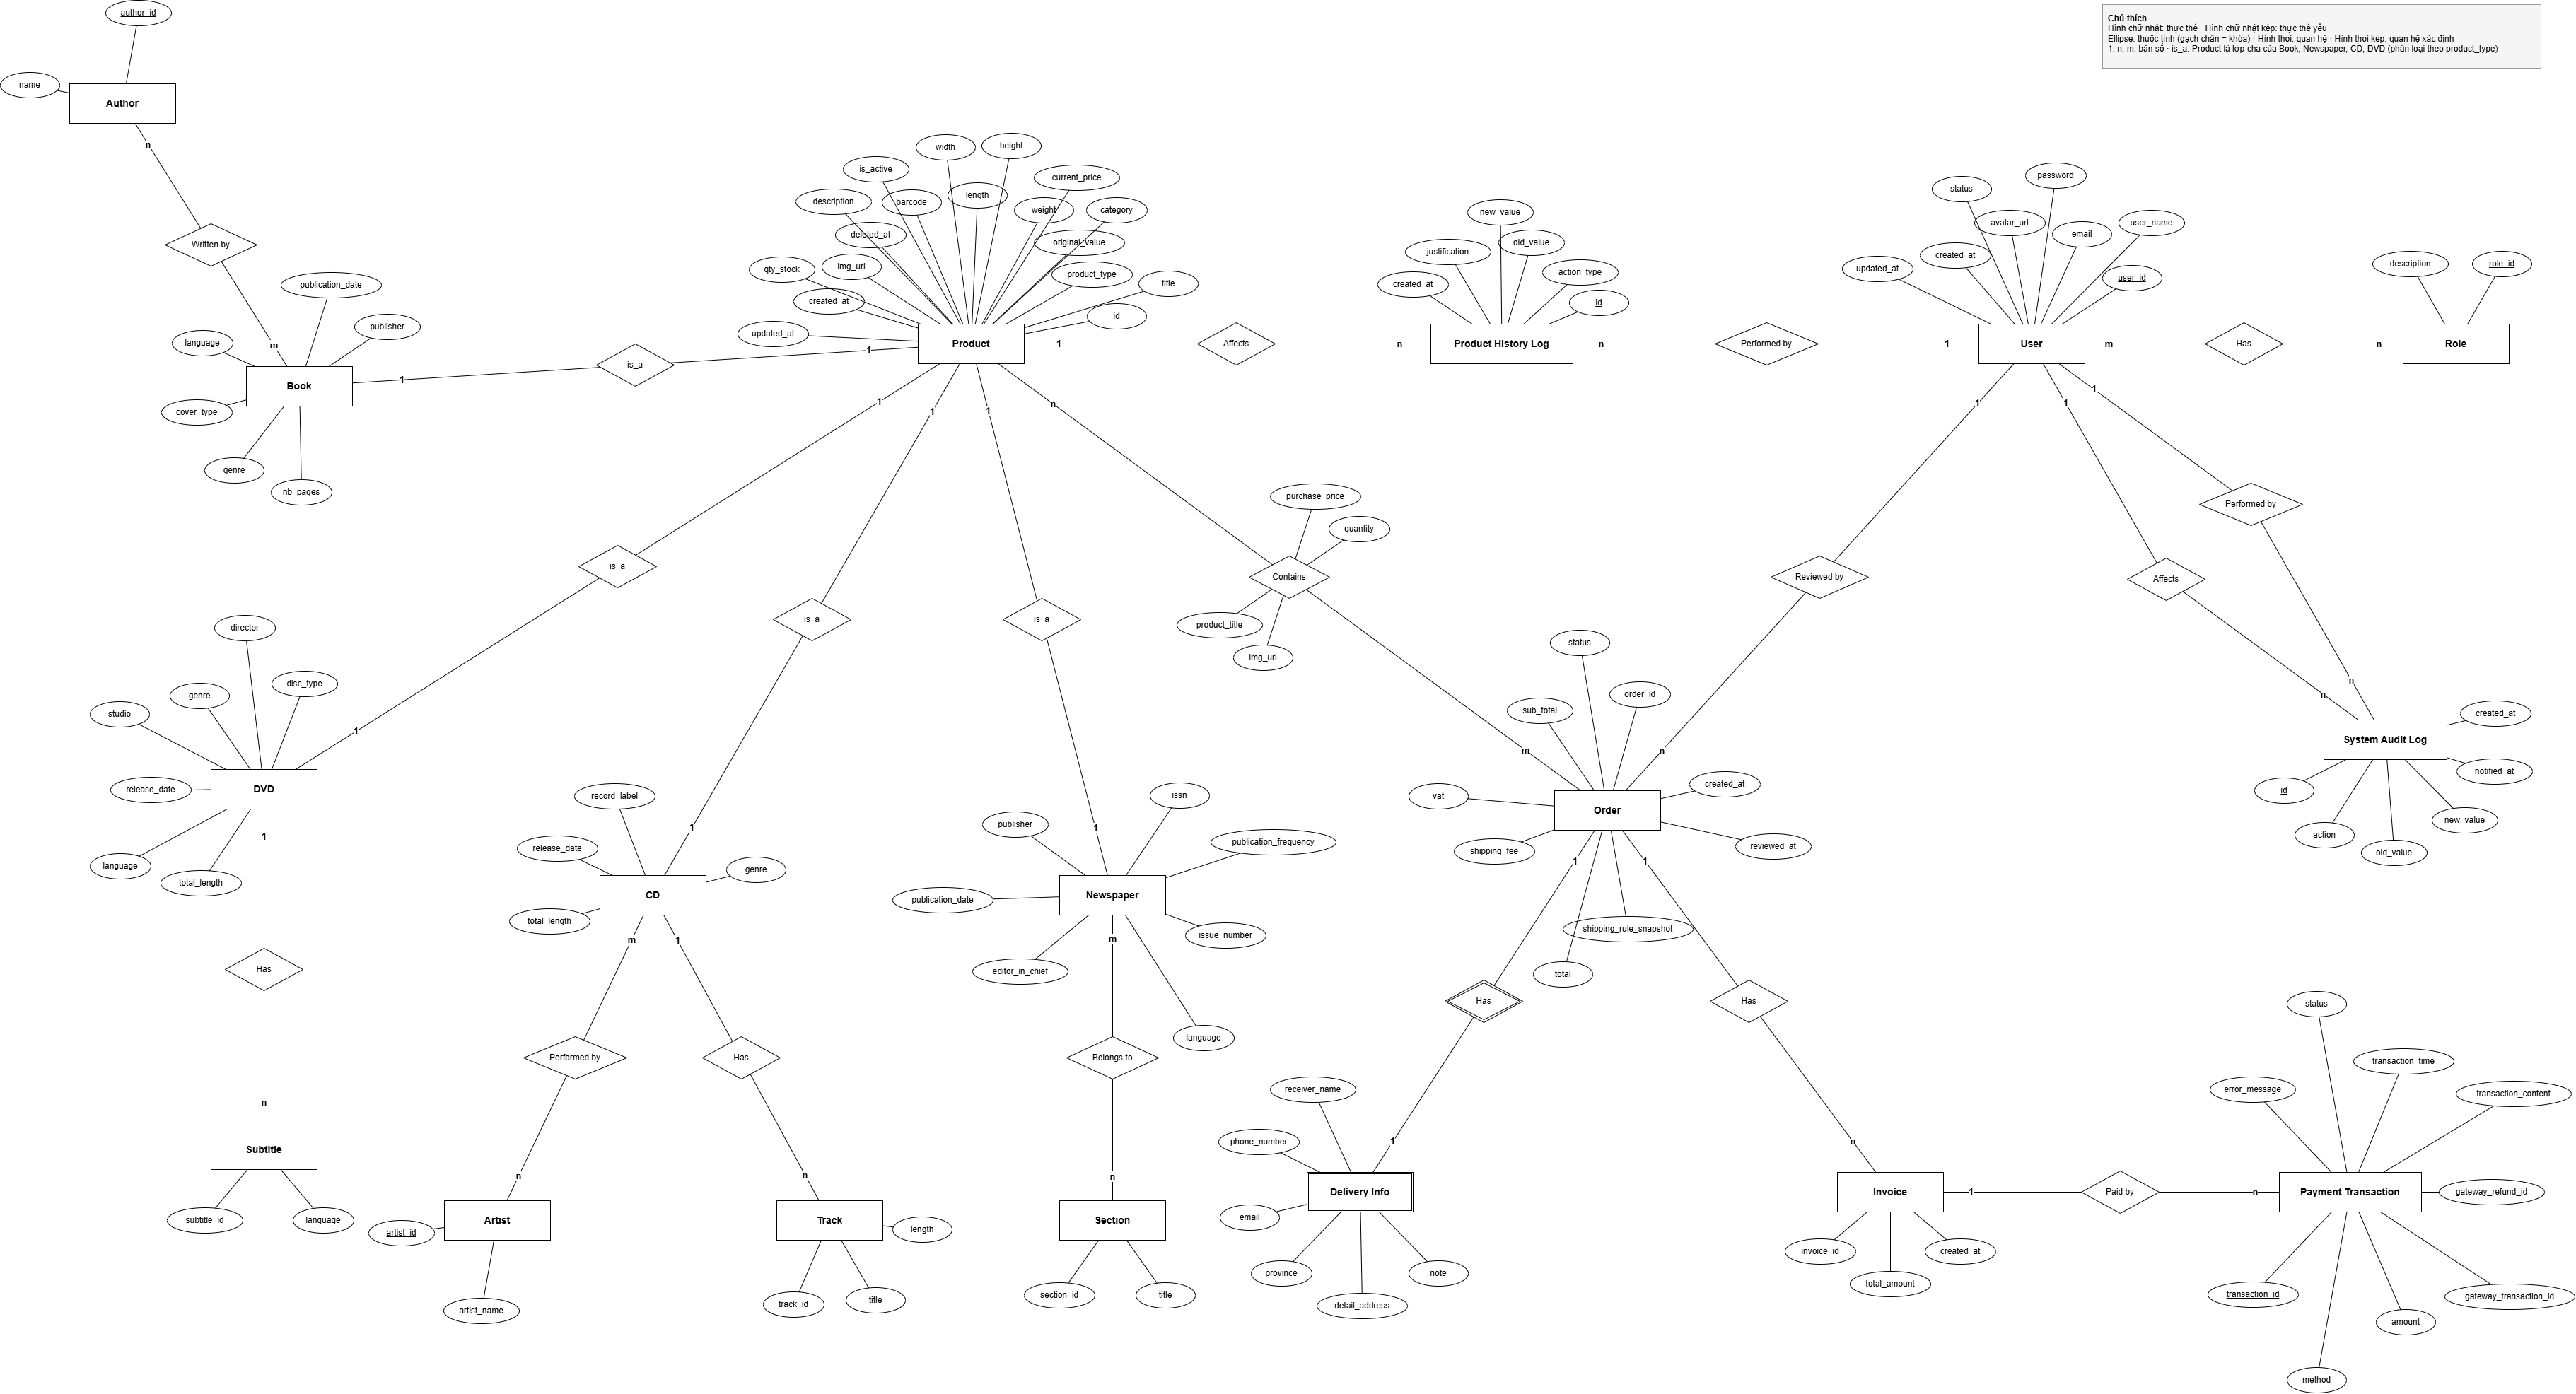 author_id
Chú thích
Hình chữ nhật: thực thể · Hình chữ nhật kép: thực thể yếu
Ellipse: thuộc tính (gạch chân = khóa) · Hình thoi: quan hệ · Hình thoi kép: quan hệ xác định
1, n, m: bản số · is_a: Product là lớp cha của Book, Newspaper, CD, DVD (phân loại theo product_type)
name
Author
n
Written by
m
publication_date
publisher
language
Book
cover_type
genre
nb_pages
1
is_a
1
width
height
is_active
current_price
description
barcode
length
weight
category
deleted_at
original_value
qty_stock
img_url
product_type
title
created_at
id
updated_at
Product
1
Affects
n
new_value
justification
old_value
created_at
action_type
id
Product History Log
n
Performed by
1
password
status
avatar_url
user_name
email
created_at
updated_at
user_id
User
m
Has
n
description
role_id
Role
1
1
1
n
1
1
1
is_a
is_a
is_a
purchase_price
quantity
Contains
product_title
img_url
Reviewed by
Performed by
Affects
n
n
director
genre
disc_type
studio
1
DVD
release_date
language
total_length
1
Has
n
Subtitle
subtitle_id
language
record_label
1
release_date
genre
CD
total_length
m
1
Performed by
Has
n
n
Artist
artist_id
artist_name
Track
length
track_id
title
1
issn
publisher
publication_frequency
Newspaper
publication_date
issue_number
editor_in_chief
language
m
Belongs to
n
Section
section_id
title
status
order_id
sub_total
m
n
vat
created_at
Order
shipping_fee
reviewed_at
1
1
shipping_rule_snapshot
total
Has
Has
1
n
System Audit Log
created_at
notified_at
id
new_value
action
old_value
receiver_name
phone_number
Delivery Info
email
province
note
detail_address
Invoice
invoice_id
created_at
total_amount
1
Paid by
n
status
transaction_time
error_message
transaction_content
Payment Transaction
gateway_refund_id
transaction_id
gateway_transaction_id
amount
method